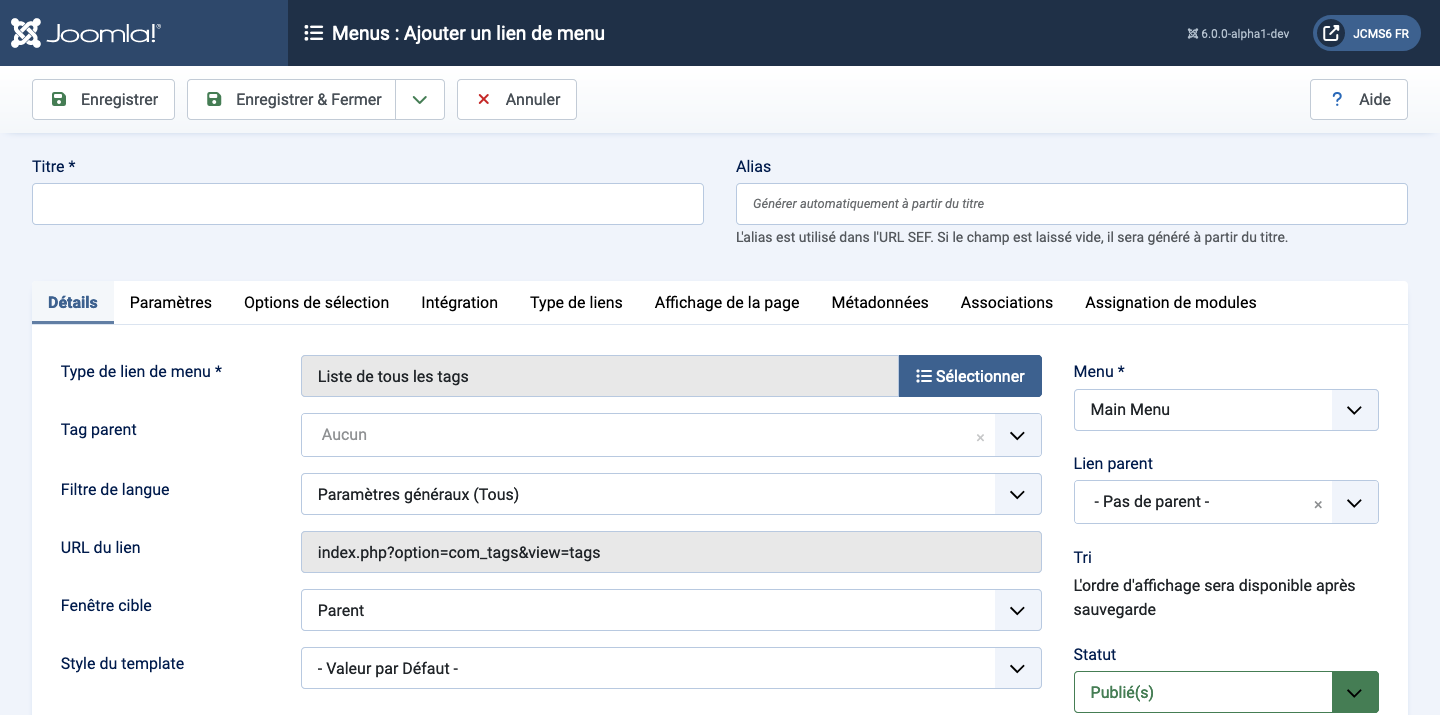 Joomla!®
Menus : Ajouter un lien de menu
6.0.0-alpha1-dev
JCMS6 FR
Enregistrer
Enregistrer & Fermer
Annuler
? Aide
Titre *
Alias
Générer automatiquement à partir du titre
L'alias est utilisé dans l'URL SEF. Si le champ est laissé vide, il sera généré à partir du titre.
Détails Paramètres Options de sélection Intégration Type de liens Affichage de la page Métadonnées Associations Assignation de modules
Type de lien de menu *
Liste de tous les tags
Sélectionner
Tag parent
Aucun
×
Filtre de langue
Paramètres généraux (Tous)
URL du lien
index.php?option=com_tags&view=tags
Fenêtre cible
Parent
Style du template
- Valeur par Défaut -
Menu *
Main Menu
Lien parent
- Pas de parent -
×
Tri
L'ordre d'affichage sera disponible après
sauvegarde
Statut
Publié(s)